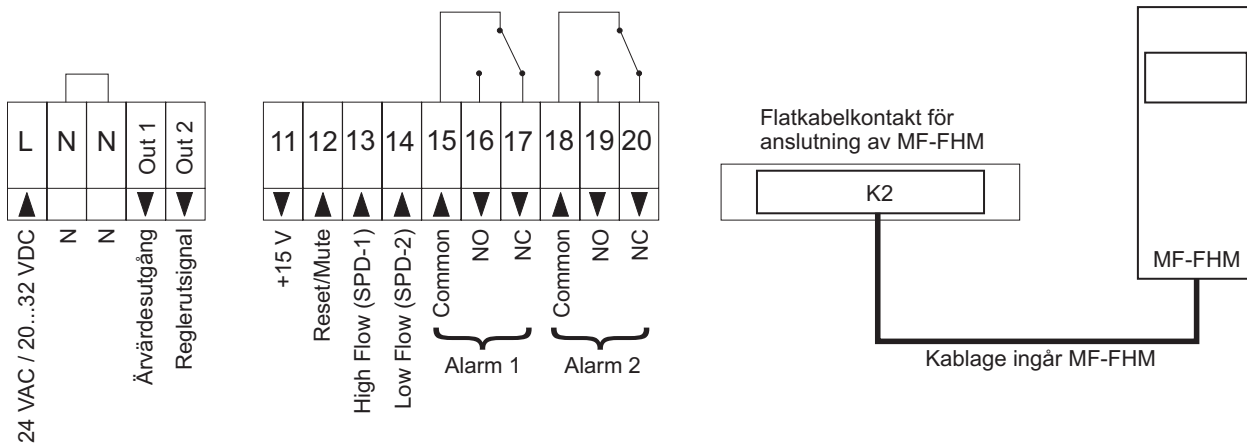 L N N Out 1 Out 2
24 VAC / 20...32 VDC
N
N
Ärvärdesutgång
Reglerutsignal
11 12 13 14 15 16 17 18 19 20
+15 V
Reset/Mute
High Flow (SPD-1)
Low Flow (SPD-2)
Common
NO
NC
Common
NO
NC
Alarm 1
Alarm 2
Flatkabelkontakt för
anslutning av MF-FHM
K2
MF-FHM
Kablage ingår MF-FHM